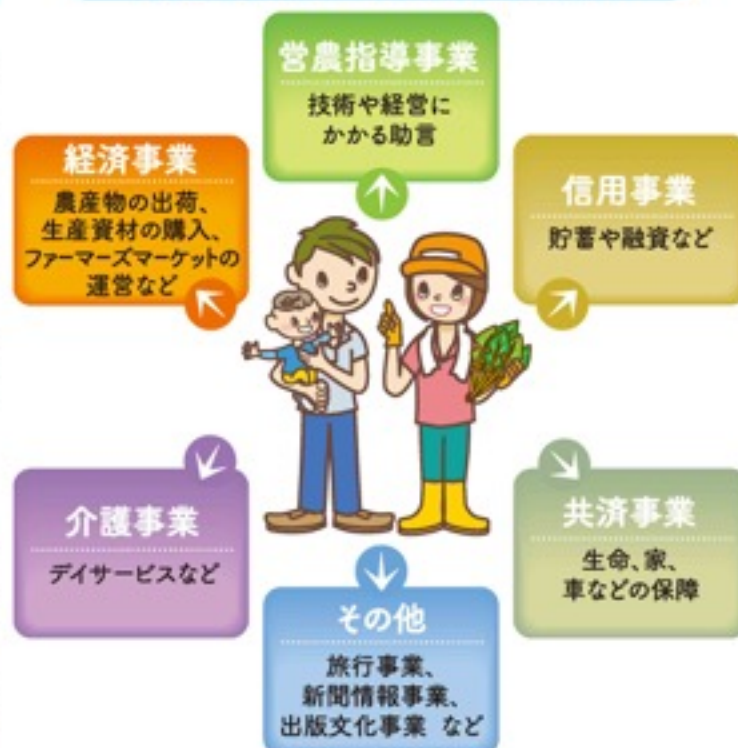 営農指導事業
技術や経営に
かかる助言
経済事業
農産物の出荷、
生産資材の購入、
ファーマーズマーケットの
運営など
信用事業
貯蓄や融資など
介護事業
デイサービスなど
共済事業
生命、家、
車などの保障
その他
旅行事業、
新聞情報事業、
出版文化事業 など